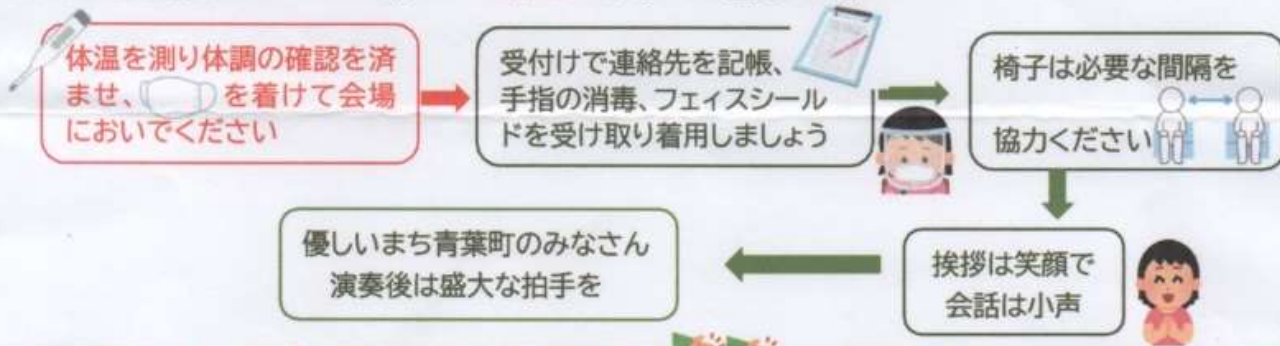 体温を測り体調の確認を済
ませ、を着けて会場
においでください
受付けで連絡先を記帳、
手指の消毒、フェィスシール
ドを受け取り着用しましょう
椅子は必要な間隔を
協力ください
挨拶は笑顔で
会話は小声
優しいまち青葉町のみなさん
演奏後は盛大な拍手を